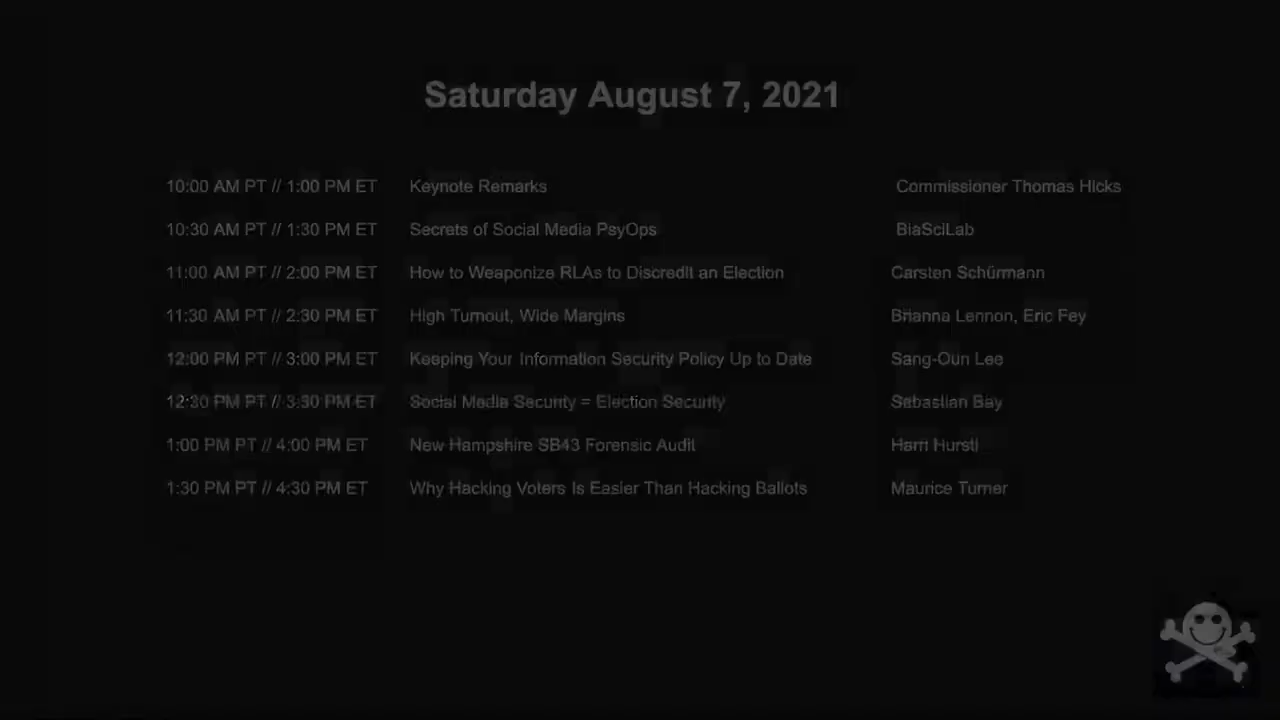 Saturday August 7, 2021
10:00 AM PT // 1:00 PM ET Keynote Remarks Commissioner Thomas Hicks
10:30 AM PT // 1:30 PM ET Secrets of Social Media PsyOps BiaSciLab
11:00 AM PT // 2:00 PM ET How to Weaponize RLAs to Discredit an Election Carsten Schürmann
11:30 AM PT // 2:30 PM ET High Turnout, Wide Margins Brianna Lennon, Eric Fey
12:00 PM PT // 3:00 PM ET Keeping Your Information Security Policy Up to Date Sang-Oun Lee
12:30 PM PT // 3:30 PM ET Social Media Security = Election Security Sebastian Bay
1:00 PM PT // 4:00 PM ET New Hampshire SB43 Forensic Audit Harri Hursti
1:30 PM PT // 4:30 PM ET Why Hacking Voters Is Easier Than Hacking Ballots Maurice Turner